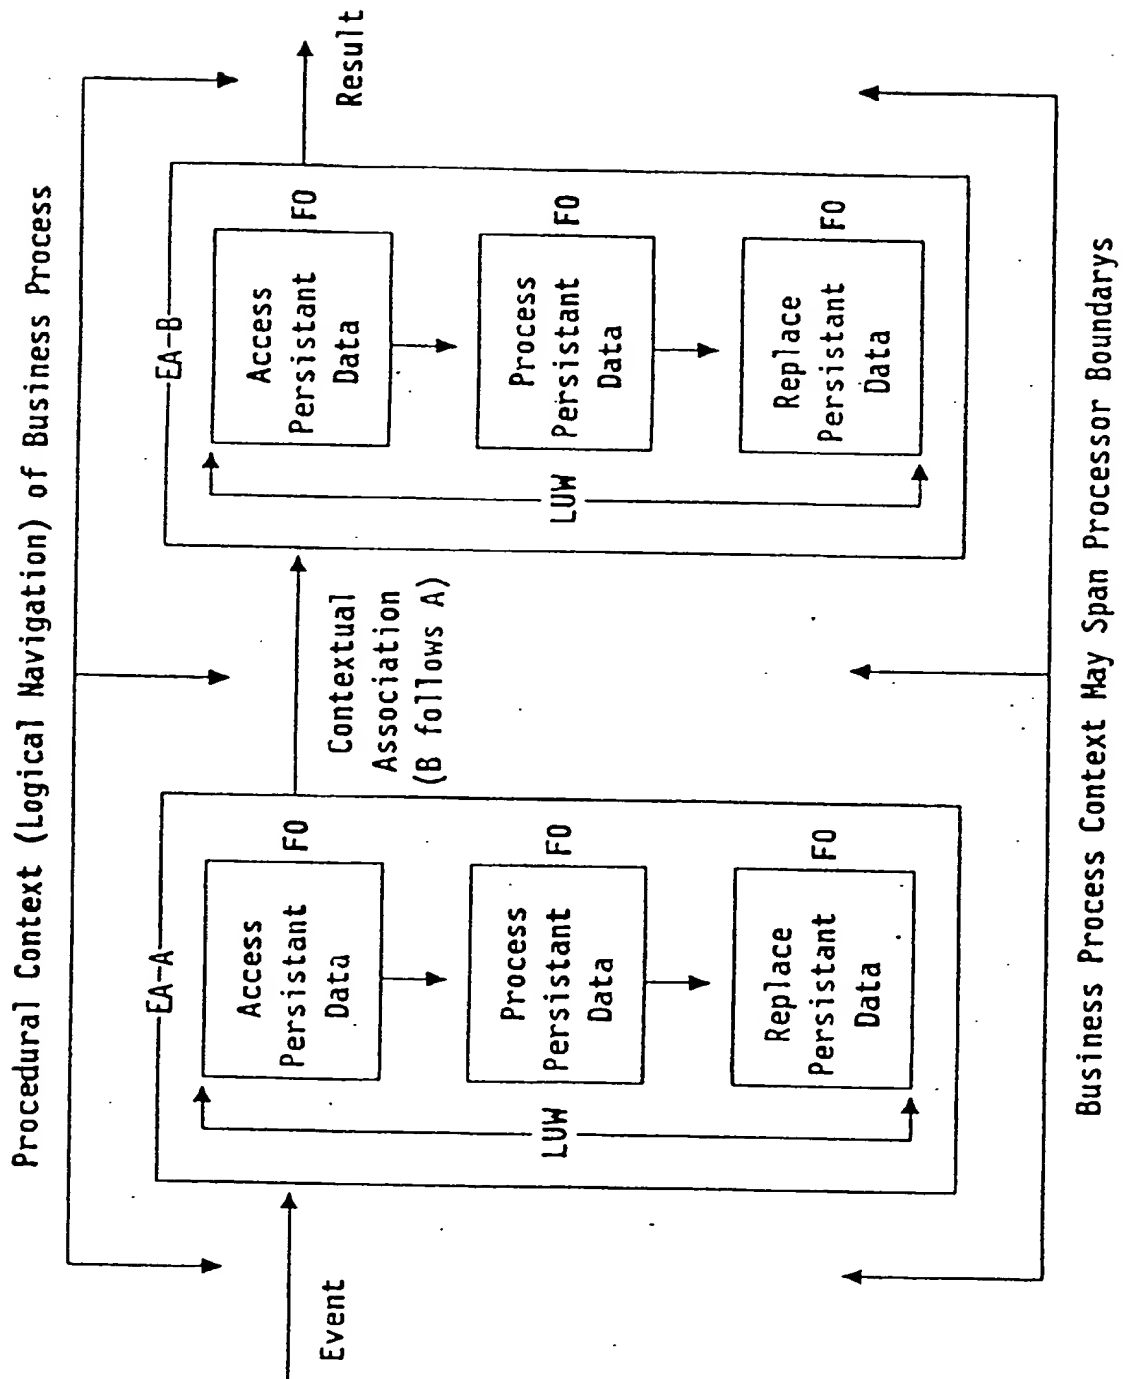 Procedural Context (Logical Navigation) of Business Process
Event
EA-A
Access
Persistant
Data
FO
Process
Persistant
Data
FO
Replace
Persistant
Data
FO
LUW
Contextual
Association
(B follows A)
EA-B
Access
Persistant
Data
FO
Process
Persistant
Data
FO
Replace
Persistant
Data
FO
LUW
Result
Business Process Context May Span Processor Boundarys